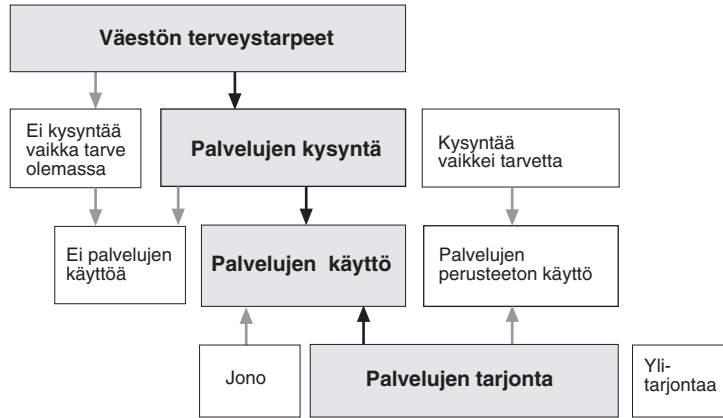 Väestön terveystarpeet
Ei kysyntää
vaikka tarve
olemassa
Palvelujen kysyntä
Kysyntää
vaikkei tarvetta
Ei palvelujen
käyttöä
Palvelujen käyttö
Palvelujen
perusteeton käyttö
Jono
Palvelujen tarjonta
Yli-
tarjontaa